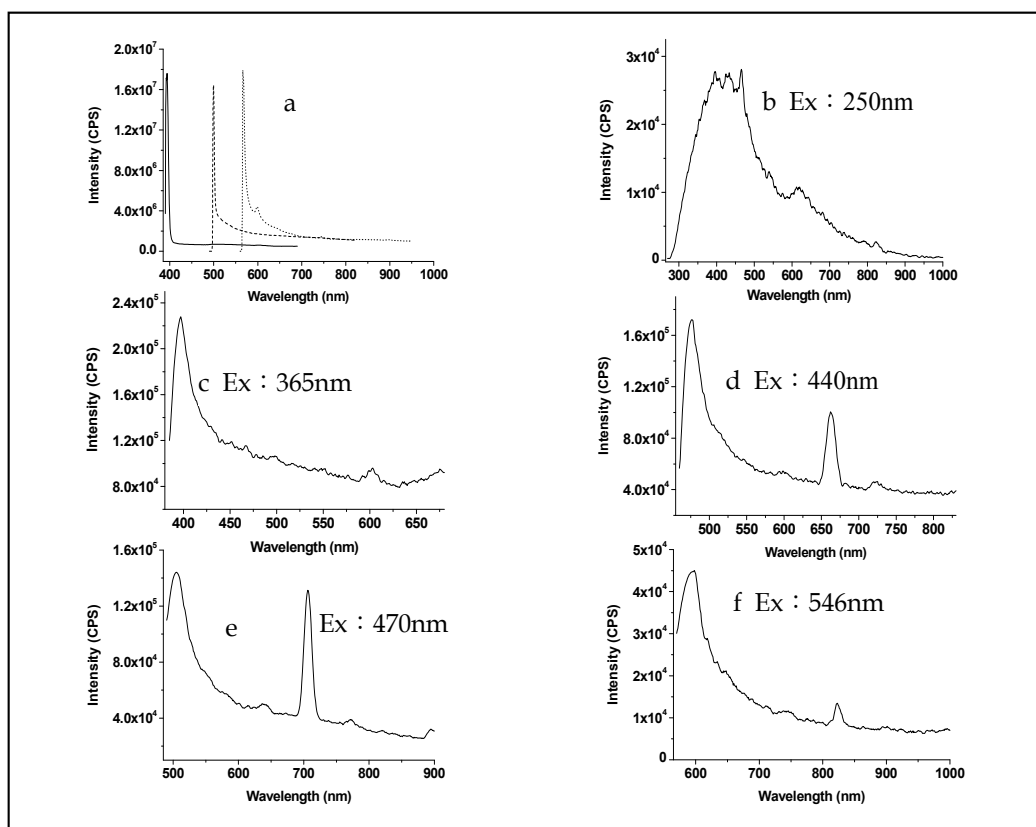 2.0x10⁷
1.6x10⁷
1.2x10⁷
8.0x10⁶
4.0x10⁶
0.0
Intensity (CPS)
a
400 500 600 700 800 900 1000
Wavelength (nm)
3x10⁴
2x10⁴
1x10⁴
0
Intensity (CPS)
b Ex：250nm
300 400 500 600 700 800 900 1000
Wavelength (nm)
2.4x10⁵
2.0x10⁵
1.6x10⁵
1.2x10⁵
8.0x10⁴
Intensity (CPS)
c Ex：365nm
400 450 500 550 600 650
Wavelength (nm)
1.6x10⁵
1.2x10⁵
8.0x10⁴
4.0x10⁴
Intensity (CPS)
d Ex：440nm
500 550 600 650 700 750 800
Wavelength (nm)
1.6x10⁵
1.2x10⁵
8.0x10⁴
4.0x10⁴
Intensity (CPS)
e Ex：470nm
500 600 700 800 900
Wavelength (nm)
5x10⁴
4x10⁴
3x10⁴
2x10⁴
1x10⁴
0
Intensity (CPS)
f Ex：546nm
600 700 800 900 1000
Wavelength (nm)